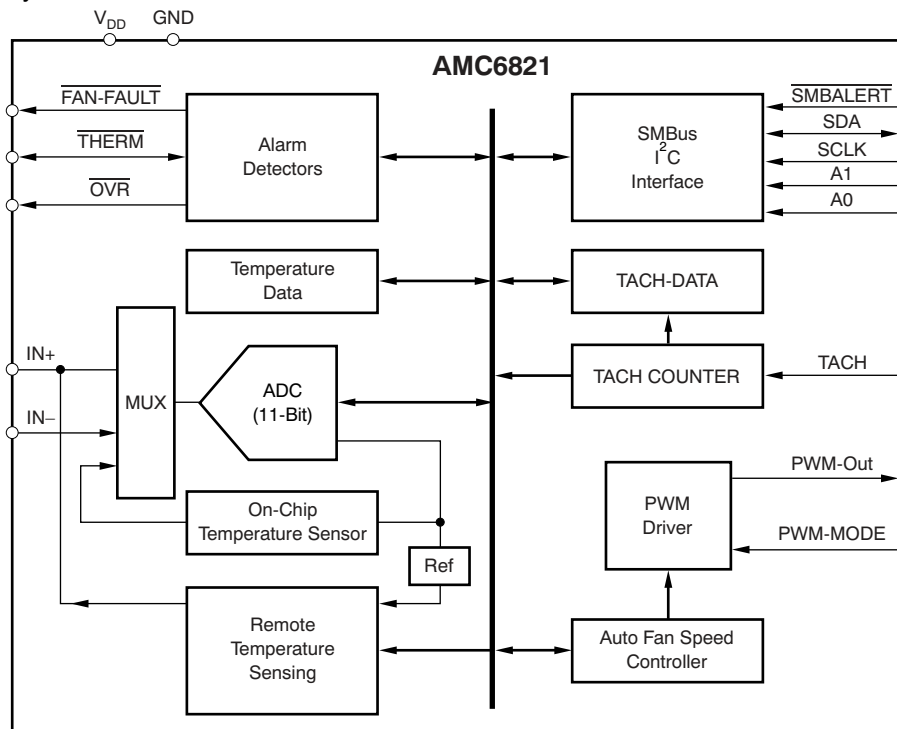 V_DD GND
AMC6821
FAN-FAULT
THERM
OVR
Alarm
Detectors
SMBus
I²C
Interface
SMBALERT
SDA
SCLK
A1
A0
Temperature
Data
TACH-DATA
IN+
IN−
MUX
ADC
(11-Bit)
TACH COUNTER
TACH
On-Chip
Temperature Sensor
Ref
PWM
Driver
PWM-Out
PWM-MODE
Remote
Temperature
Sensing
Auto Fan Speed
Controller